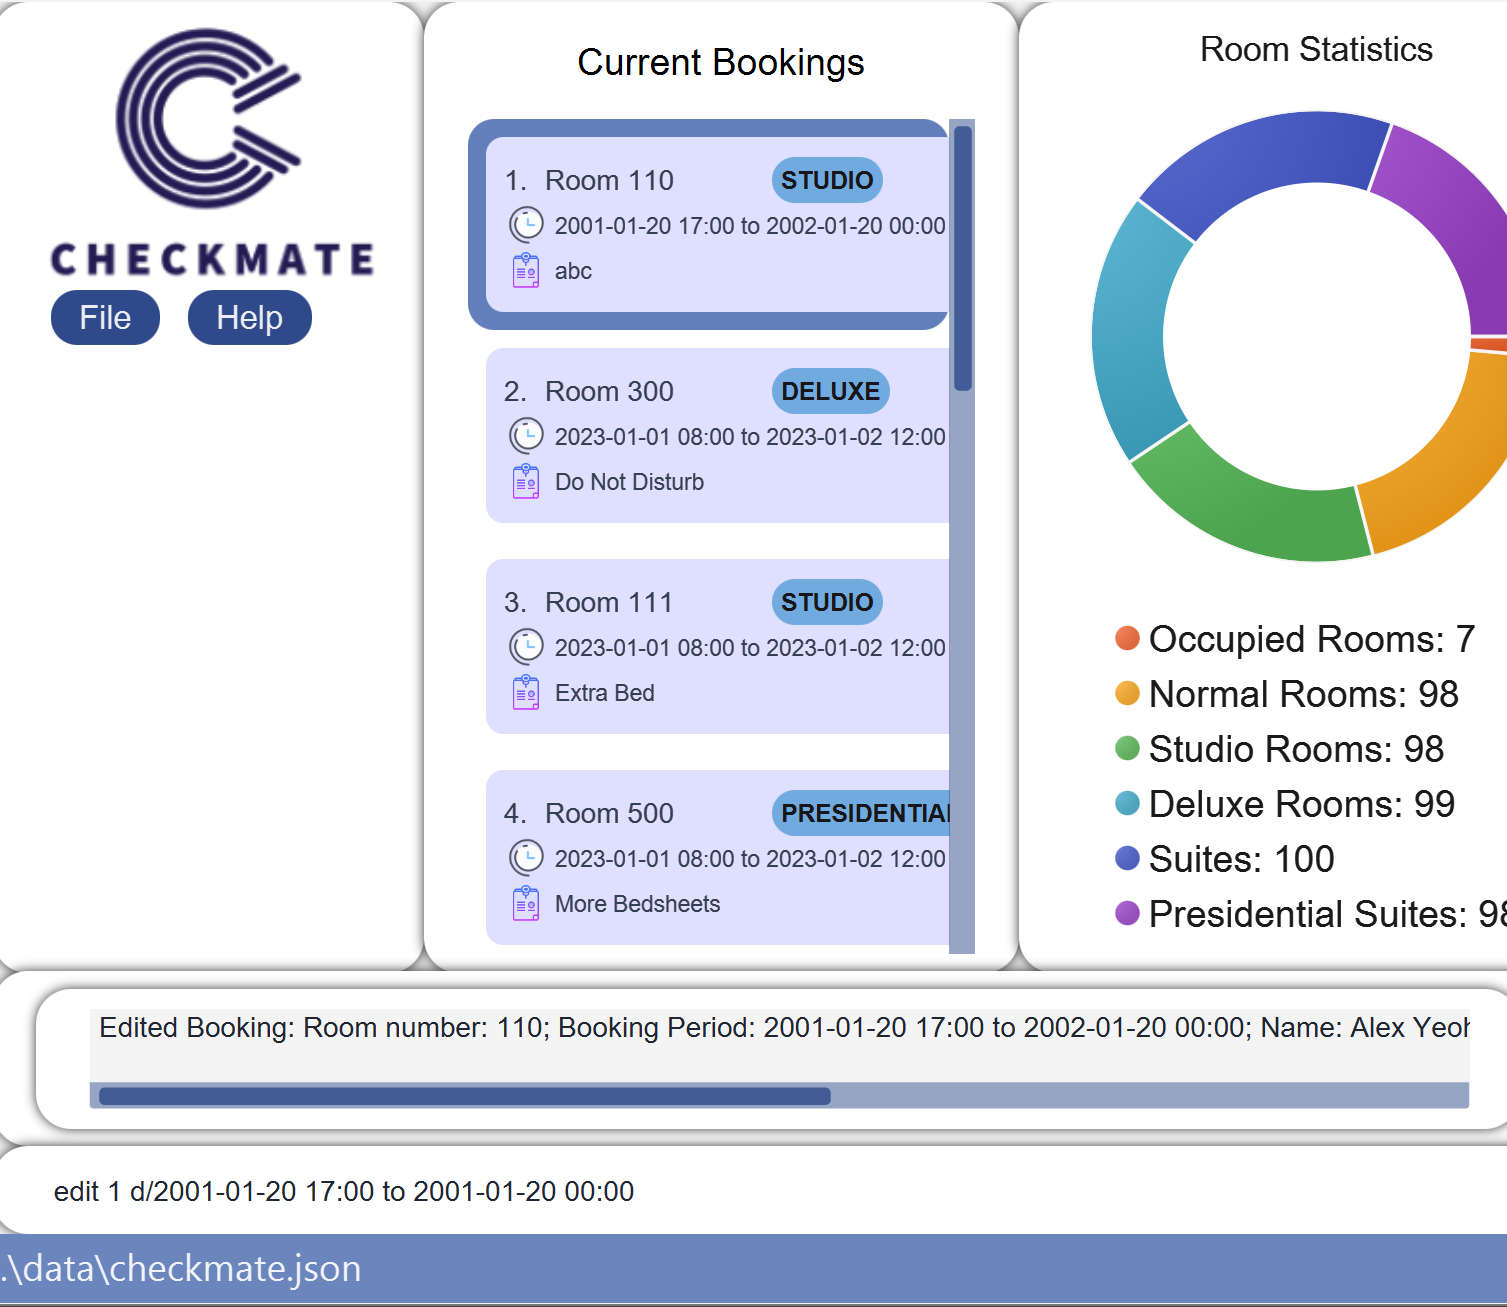 CHECKMATE
File Help
Current Bookings
1. Room 110 STUDIO
2001-01-20 17:00 to 2002-01-20 00:00
abc
2. Room 300 DELUXE
2023-01-01 08:00 to 2023-01-02 12:00
Do Not Disturb
3. Room 111 STUDIO
2023-01-01 08:00 to 2023-01-02 12:00
Extra Bed
4. Room 500 PRESIDENTIAL
2023-01-01 08:00 to 2023-01-02 12:00
More Bedsheets
Room Statistics
Occupied Rooms: 7
Normal Rooms: 98
Studio Rooms: 98
Deluxe Rooms: 99
Suites: 100
Presidential Suites: 98
Edited Booking: Room number: 110; Booking Period: 2001-01-20 17:00 to 2002-01-20 00:00; Name: Alex Yeoh
edit 1 d/2001-01-20 17:00 to 2001-01-20 00:00
.\data\checkmate.json